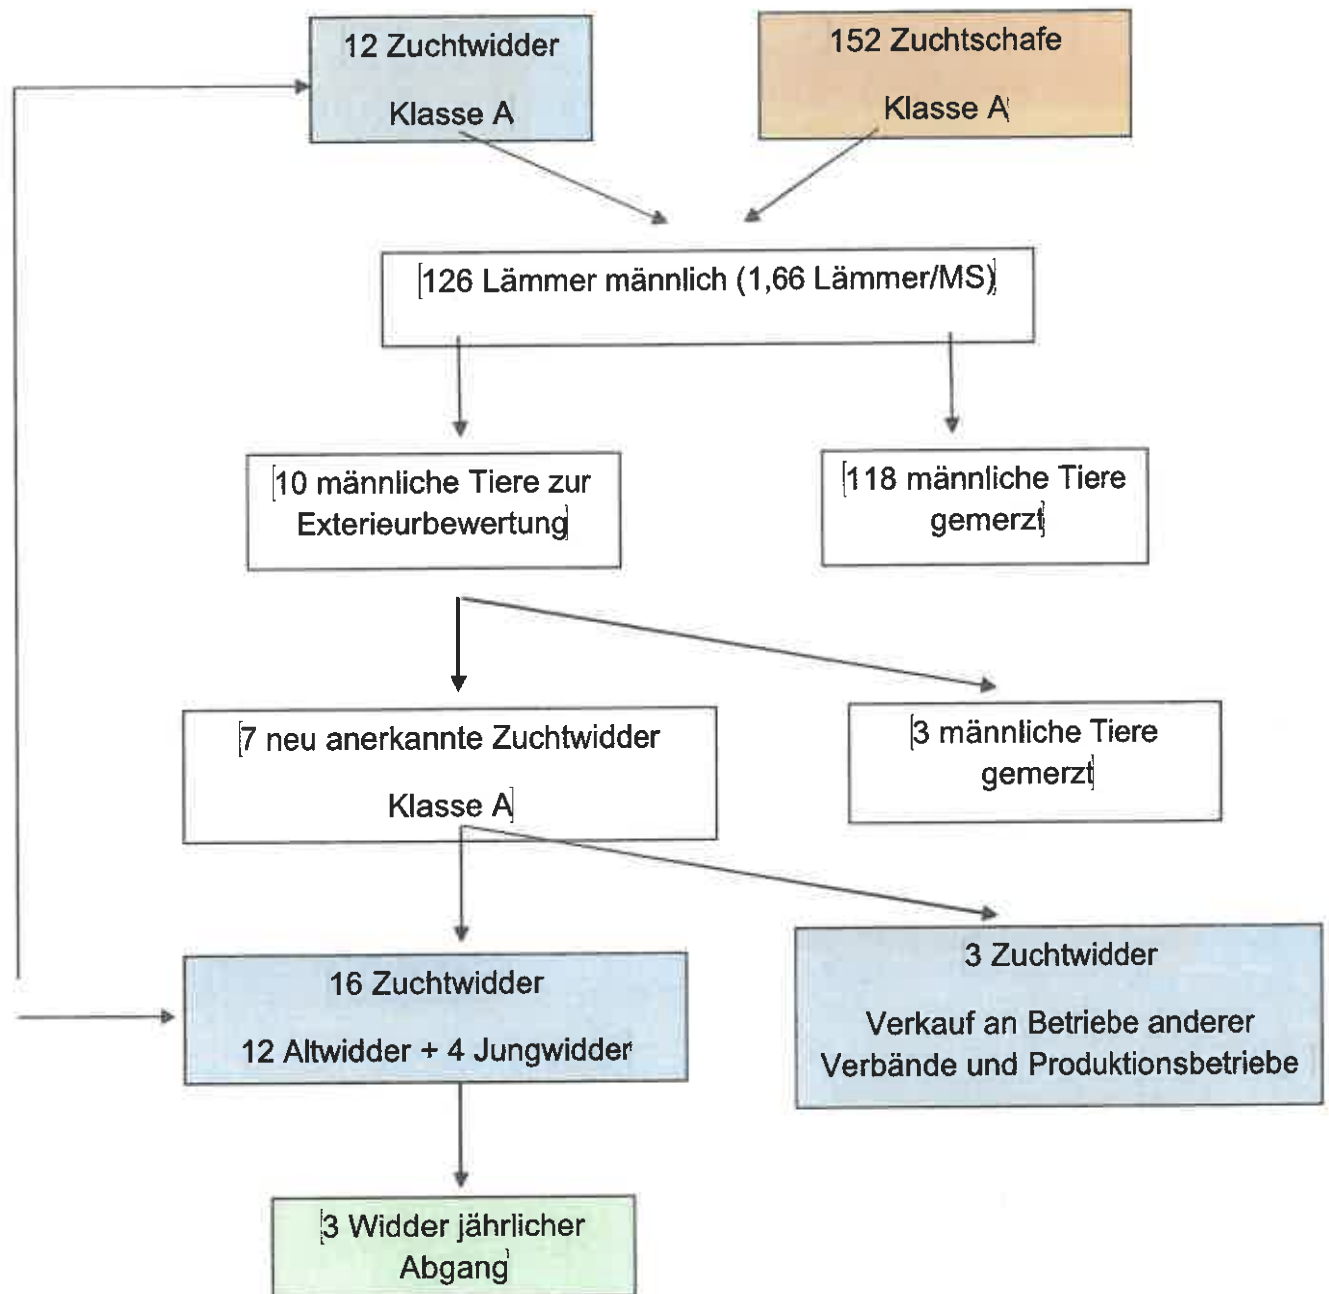 12 Zuchtwidder
Klasse A
152 Zuchtschafe
Klasse A
126 Lämmer männlich (1,66 Lämmer/MS)
10 männliche Tiere zur
Exterieurbewertung
118 männliche Tiere
gemerzt
7 neu anerkannte Zuchtwidder
Klasse A
3 männliche Tiere
gemerzt
16 Zuchtwidder
12 Altwidder + 4 Jungwidder
3 Zuchtwidder
Verkauf an Betriebe anderer
Verbände und Produktionsbetriebe
3 Widder jährlicher
Abgang